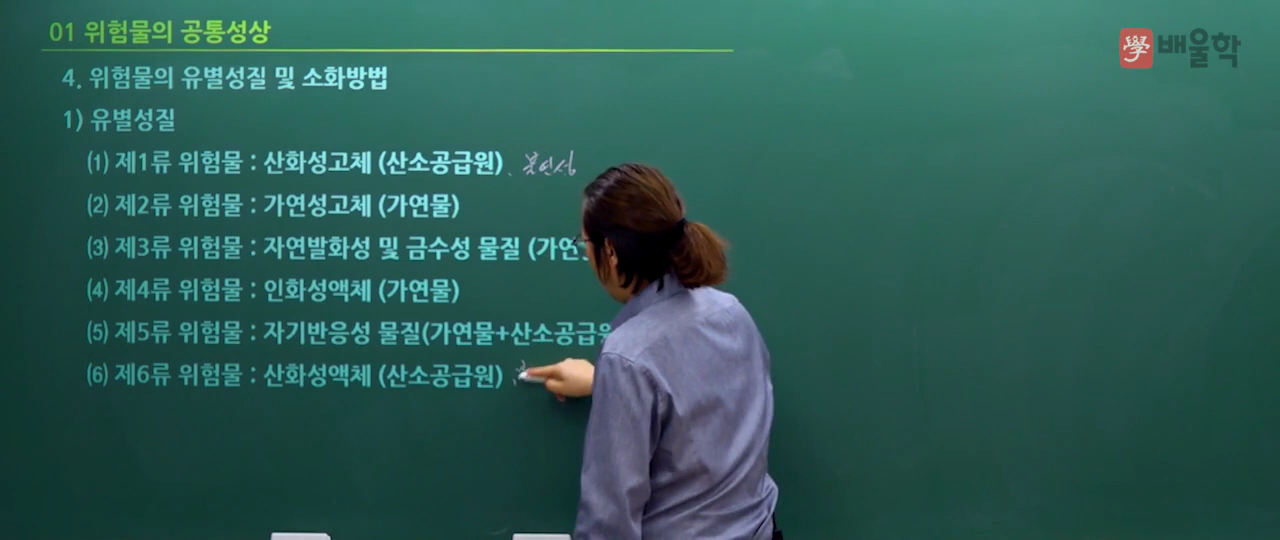 01 위험물의 공통성상
學 배울학
4. 위험물의 유별성질 및 소화방법
1) 유별성질
(1) 제1류 위험물 : 산화성고체 (산소공급원). 불연성
(2) 제2류 위험물 : 가연성고체 (가연물)
(3) 제3류 위험물 : 자연발화성 및 금수성 물질 (가연
(4) 제4류 위험물 : 인화성액체 (가연물)
(5) 제5류 위험물 : 자기반응성 물질(가연물+산소공급원
(6) 제6류 위험물 : 산화성액체 (산소공급원)